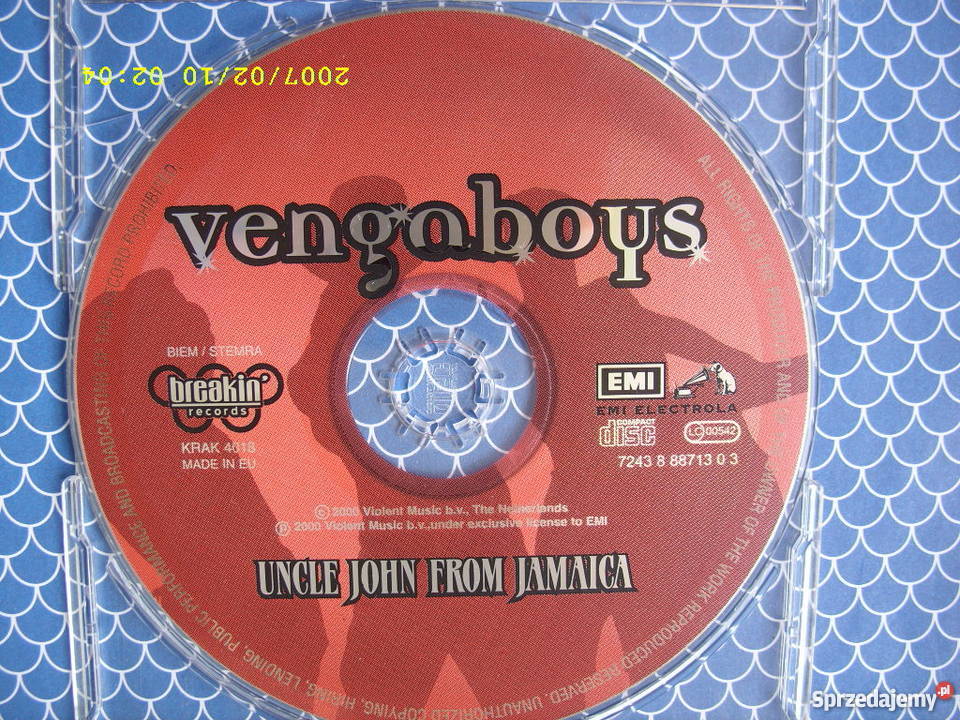 2007/02/10 02:04
vengaboys
BIEM / STEMRA
breakin'
records
KRAK 4618
MADE IN EU
EMI
EMI ELECTROLA
COMPACT
disc
LC 00542
7243 8 88713 0 3
© 2000 Violent Music b.v., The Netherlands
℗ 2000 Violent Music b.v.,under exclusive license to EMI
UNCLE JOHN FROM JAMAICA
ALL RIGHTS OF THE PRODUCER AND OF THE OWNER OF THE WORK REPRODUCED RESERVED. UNAUTHORIZED COPYING, HIRING, LENDING, PUBLIC PERFORMANCE AND BROADCASTING OF THIS RECORD PROHIBITED
Sprzedajemy.pl